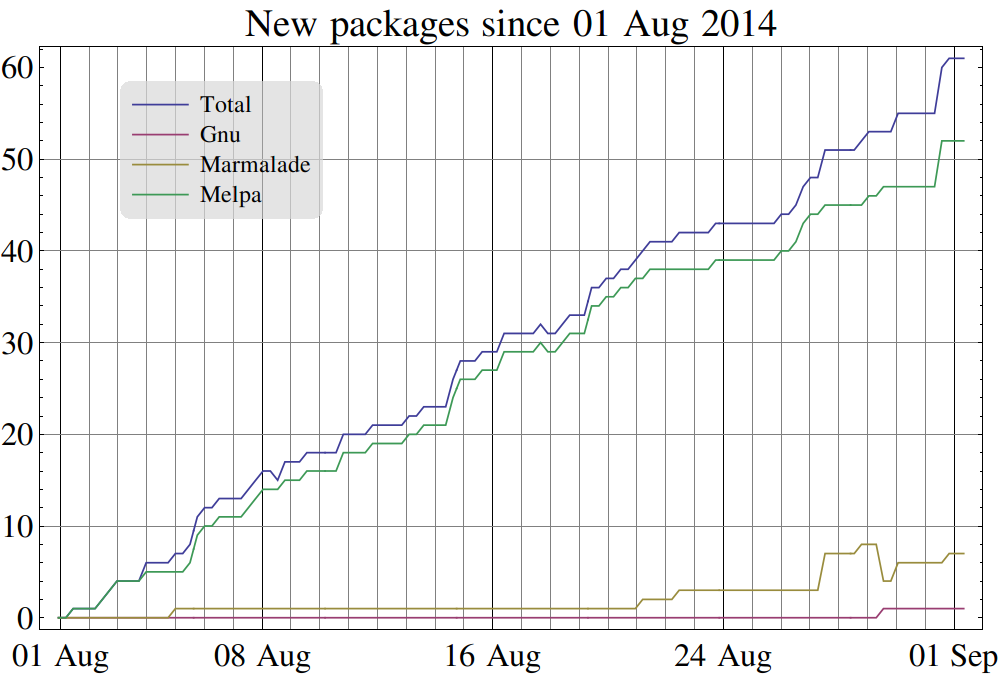 New packages since 01 Aug 2014
60
50
40
30
20
10
0
Total
Gnu
Marmalade
Melpa
01 Aug 08 Aug 16 Aug 24 Aug 01 Sep